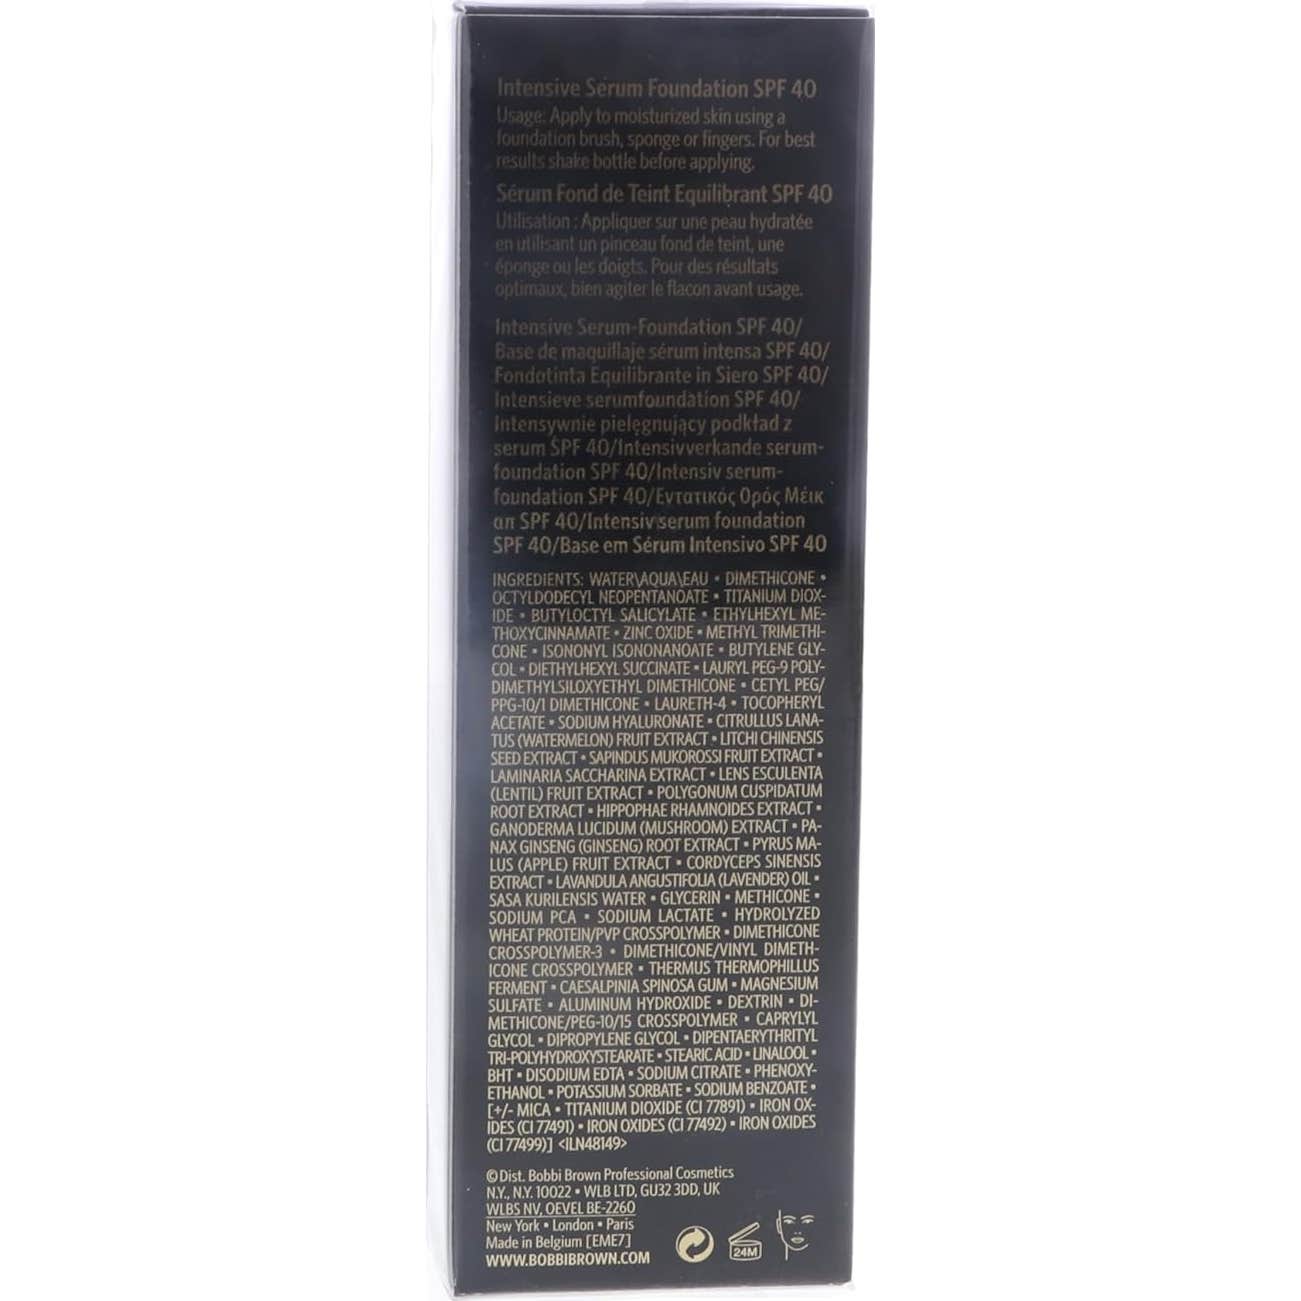 Intensive Serum Foundation SPF 40
Usage: Apply to moisturized skin using a
foundation brush, sponge or fingers. For best
results shake bottle before applying.
Sérum Fond de Teint Equilibrant SPF 40
Utilisation : Appliquer sur une peau hydratée
en utilisant un pinceau fond de teint, une
éponge ou les doigts. Pour des résultats
optimaux, bien agiter le flacon avant usage.
Intensive Serum-Foundation SPF 40/
Base de maquillaje sérum intensa SPF 40/
Fondotinta Equilibrante in Siero SPF 40/
Intensieve serumfoundation SPF 40/
Intensywnie pielęgnujący podkład z
serum SPF 40/Intensivverkande serum-
foundation SPF 40/Intensiv serum-
foundation SPF 40/Εντατικός Ορός Μέικ
απ SPF 40/Intensiv serum foundation
SPF 40/Base em Sérum Intensivo SPF 40
INGREDIENTS: WATER\AQUA\EAU • DIMETHICONE •
OCTYLDODECYL NEOPENTANOATE • TITANIUM DIOX-
IDE • BUTYLOCTYL SALICYLATE • ETHYLHEXYL ME-
THOXYCINNAMATE • ZINC OXIDE • METHYL TRIMETHI-
CONE • ISONONYL ISONONANOATE • BUTYLENE GLY-
COL • DIETHYLHEXYL SUCCINATE • LAURYL PEG-9 POLY-
DIMETHYLSILOXYETHYL DIMETHICONE • CETYL PEG/
PPG-10/1 DIMETHICONE • LAURETH-4 • TOCOPHERYL
ACETATE • SODIUM HYALURONATE • CITRULLUS LANA-
TUS (WATERMELON) FRUIT EXTRACT • LITCHI CHINENSIS
SEED EXTRACT • SAPINDUS MUKOROSSI FRUIT EXTRACT •
LAMINARIA SACCHARINA EXTRACT • LENS ESCULENTA
(LENTIL) FRUIT EXTRACT • POLYGONUM CUSPIDATUM
ROOT EXTRACT • HIPPOPHAE RHAMNOIDES EXTRACT •
GANODERMA LUCIDUM (MUSHROOM) EXTRACT • PA-
NAX GINSENG (GINSENG) ROOT EXTRACT • PYRUS MA-
LUS (APPLE) FRUIT EXTRACT • CORDYCEPS SINENSIS
EXTRACT • LAVANDULA ANGUSTIFOLIA (LAVENDER) OIL •
SASA KURILENSIS WATER • GLYCERIN • METHICONE •
SODIUM PCA • SODIUM LACTATE • HYDROLYZED
WHEAT PROTEIN/PVP CROSSPOLYMER • DIMETHICONE
CROSSPOLYMER-3 • DIMETHICONE/VINYL DIMETH-
ICONE CROSSPOLYMER • THERMUS THERMOPHILLUS
FERMENT • CAESALPINIA SPINOSA GUM • MAGNESIUM
SULFATE • ALUMINUM HYDROXIDE • DEXTRIN • DI-
METHICONE/PEG-10/15 CROSSPOLYMER • CAPRYLYL
GLYCOL • DIPROPYLENE GLYCOL • DIPENTAERYTHRITYL
TRI-POLYHYDROXYSTEARATE • STEARIC ACID • LINALOOL •
BHT • DISODIUM EDTA • SODIUM CITRATE • PHENOXY-
ETHANOL • POTASSIUM SORBATE • SODIUM BENZOATE •
[+/- MICA • TITANIUM DIOXIDE (CI 77891) • IRON OX-
IDES (CI 77491) • IRON OXIDES (CI 77492) • IRON OXIDES
(CI 77499)] <ILN48149>
© Dist. Bobbi Brown Professional Cosmetics
N.Y., N.Y. 10022 • WLB LTD, GU32 3DD, UK
WLBS NV, OEVEL BE-2260
New York • London • Paris
Made in Belgium [EME7]
WWW.BOBBIBROWN.COM
24M